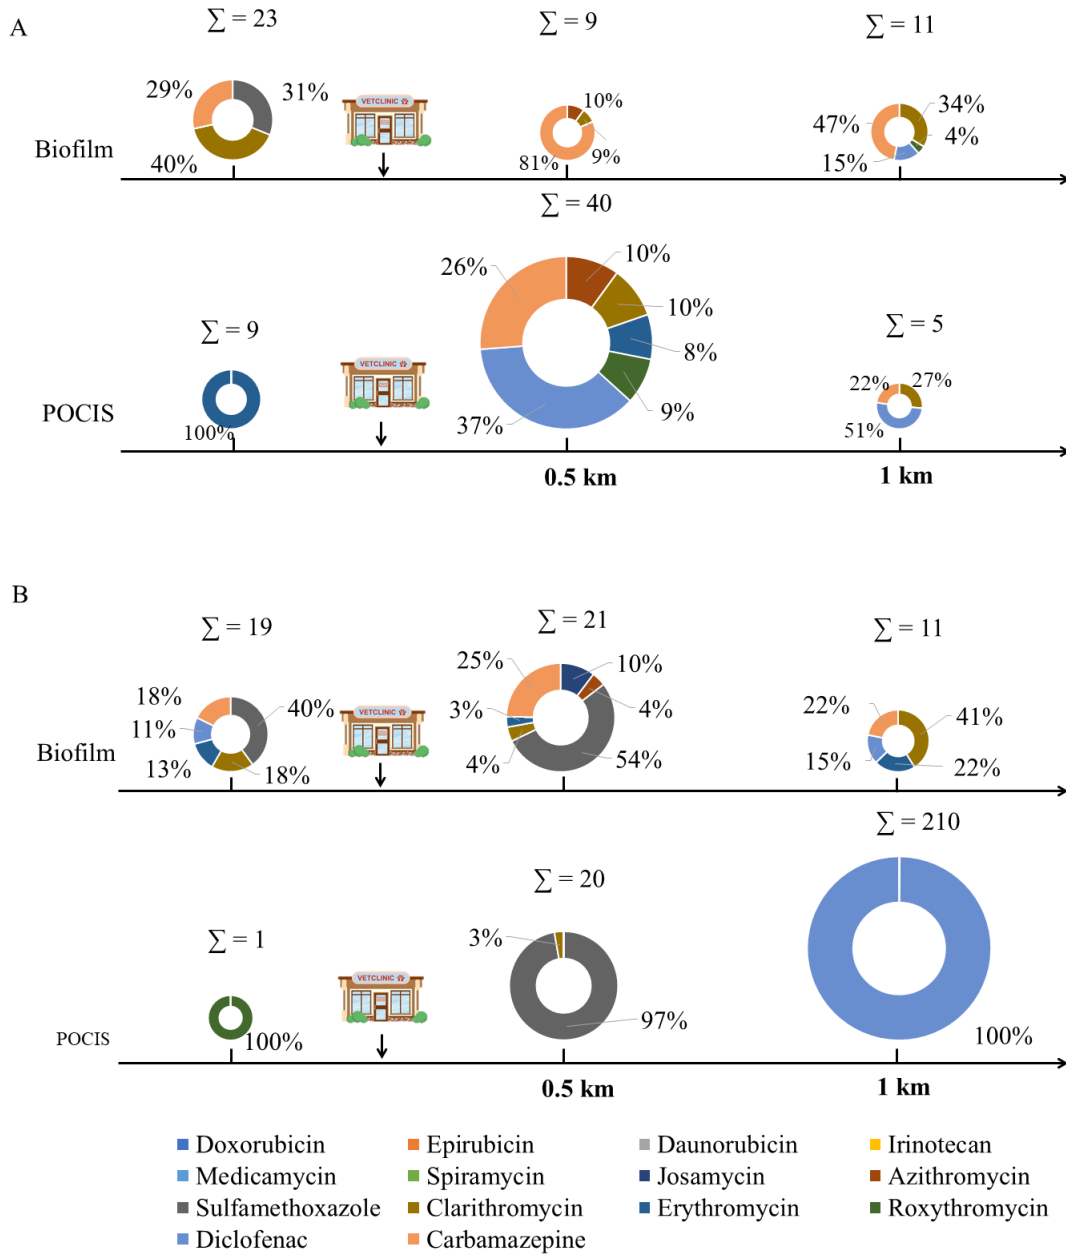 A
∑ = 23
∑ = 9
∑ = 11
29%
31%
40%
VETCLINIC
10%
9%
81%
34%
4%
47%
15%
Biofilm
∑ = 9
∑ = 40
∑ = 5
100%
VETCLINIC
26%
10%
10%
8%
9%
37%
22%
27%
51%
POCIS
0.5 km
1 km
B
∑ = 19
∑ = 21
∑ = 11
18%
40%
11%
13%
18%
VETCLINIC
25%
10%
3%
4%
4%
54%
22%
41%
15%
22%
Biofilm
∑ = 1
∑ = 20
∑ = 210
100%
VETCLINIC
3%
97%
100%
POCIS
0.5 km
1 km
Doxorubicin Epirubicin Daunorubicin Irinotecan
Medicamycin Spiramycin Josamycin Azithromycin
Sulfamethoxazole Clarithromycin Erythromycin Roxythromycin
Diclofenac Carbamazepine